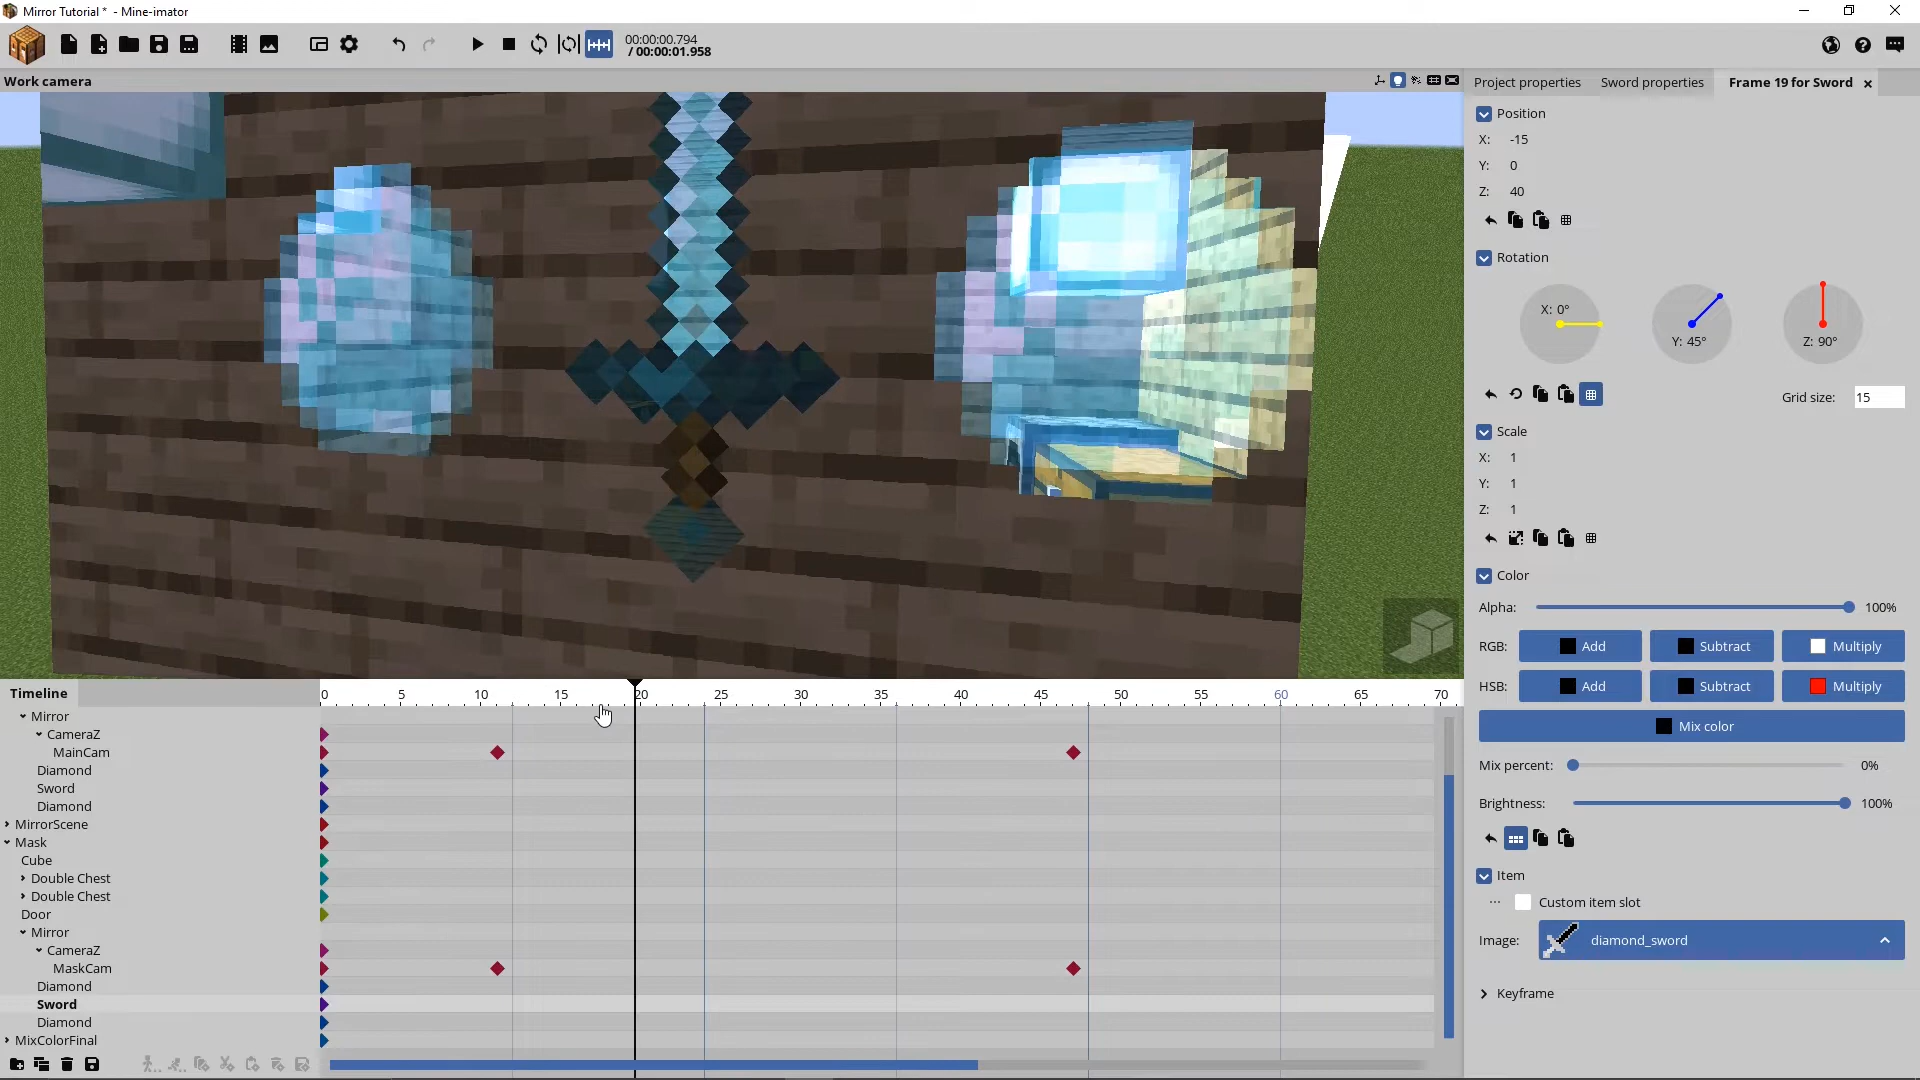 Mirror Tutorial * - Mine-imator
00:00:00.794
/ 00:00:01.958
Work camera
Project properties
Sword properties
Frame 19 for Sword
Position
X: -15
Y: 0
Z: 40
Rotation
X: 0°
Y: 45°
Z: 90°
Grid size: 15
Scale
X: 1
Y: 1
Z: 1
Color
Alpha: 100%
RGB: Add Subtract Multiply
HSB: Add Subtract Multiply
Mix color
Mix percent: 0%
Brightness: 100%
Item
Custom item slot
Image: diamond_sword
Keyframe
Timeline
0 5 10 15 20 25 30 35 40 45 50 55 60 65 70
Mirror
CameraZ
MainCam
Diamond
Sword
Diamond
MirrorScene
Mask
Cube
Double Chest
Double Chest
Door
Mirror
CameraZ
MaskCam
Diamond
Sword
Diamond
MixColorFinal